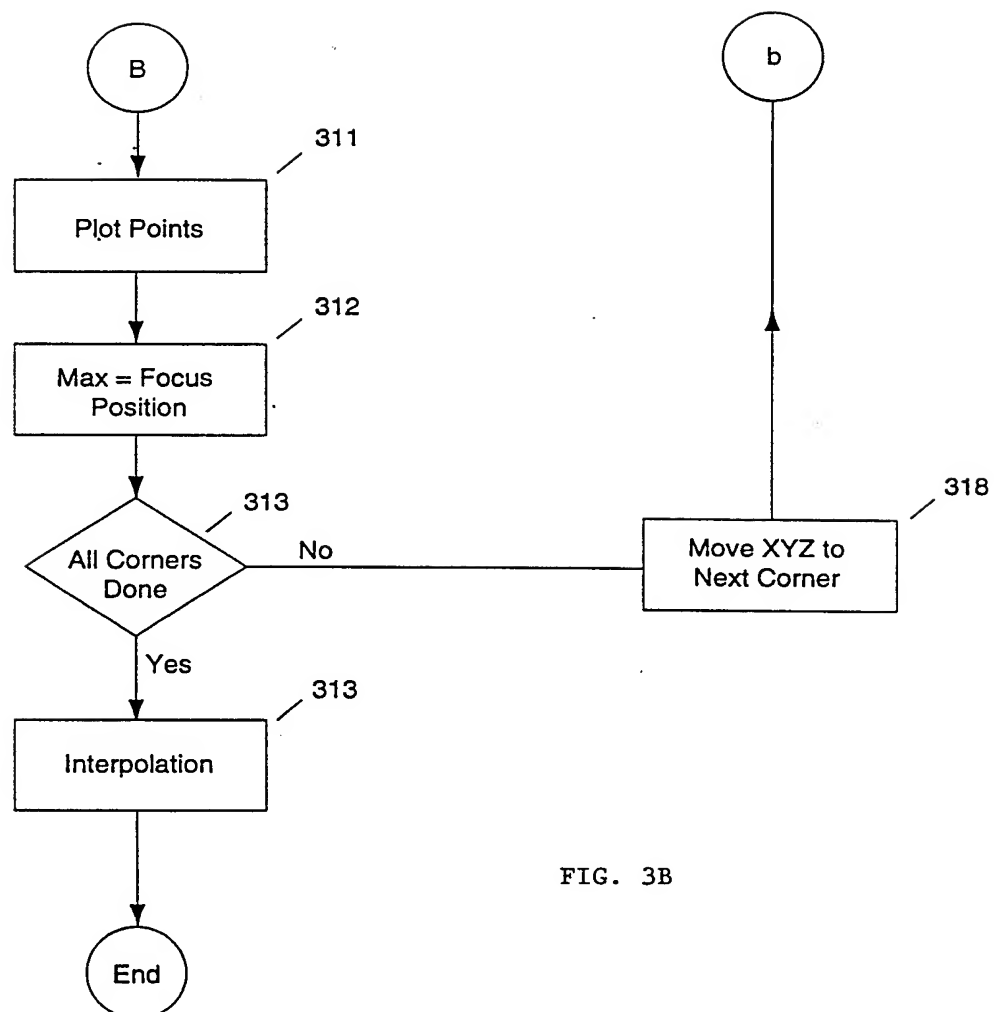 B
b
311
Plot Points
312
Max = Focus
Position
313
All Corners
Done
No
318
Move XYZ to
Next Corner
Yes
313
Interpolation
FIG. 3B
End